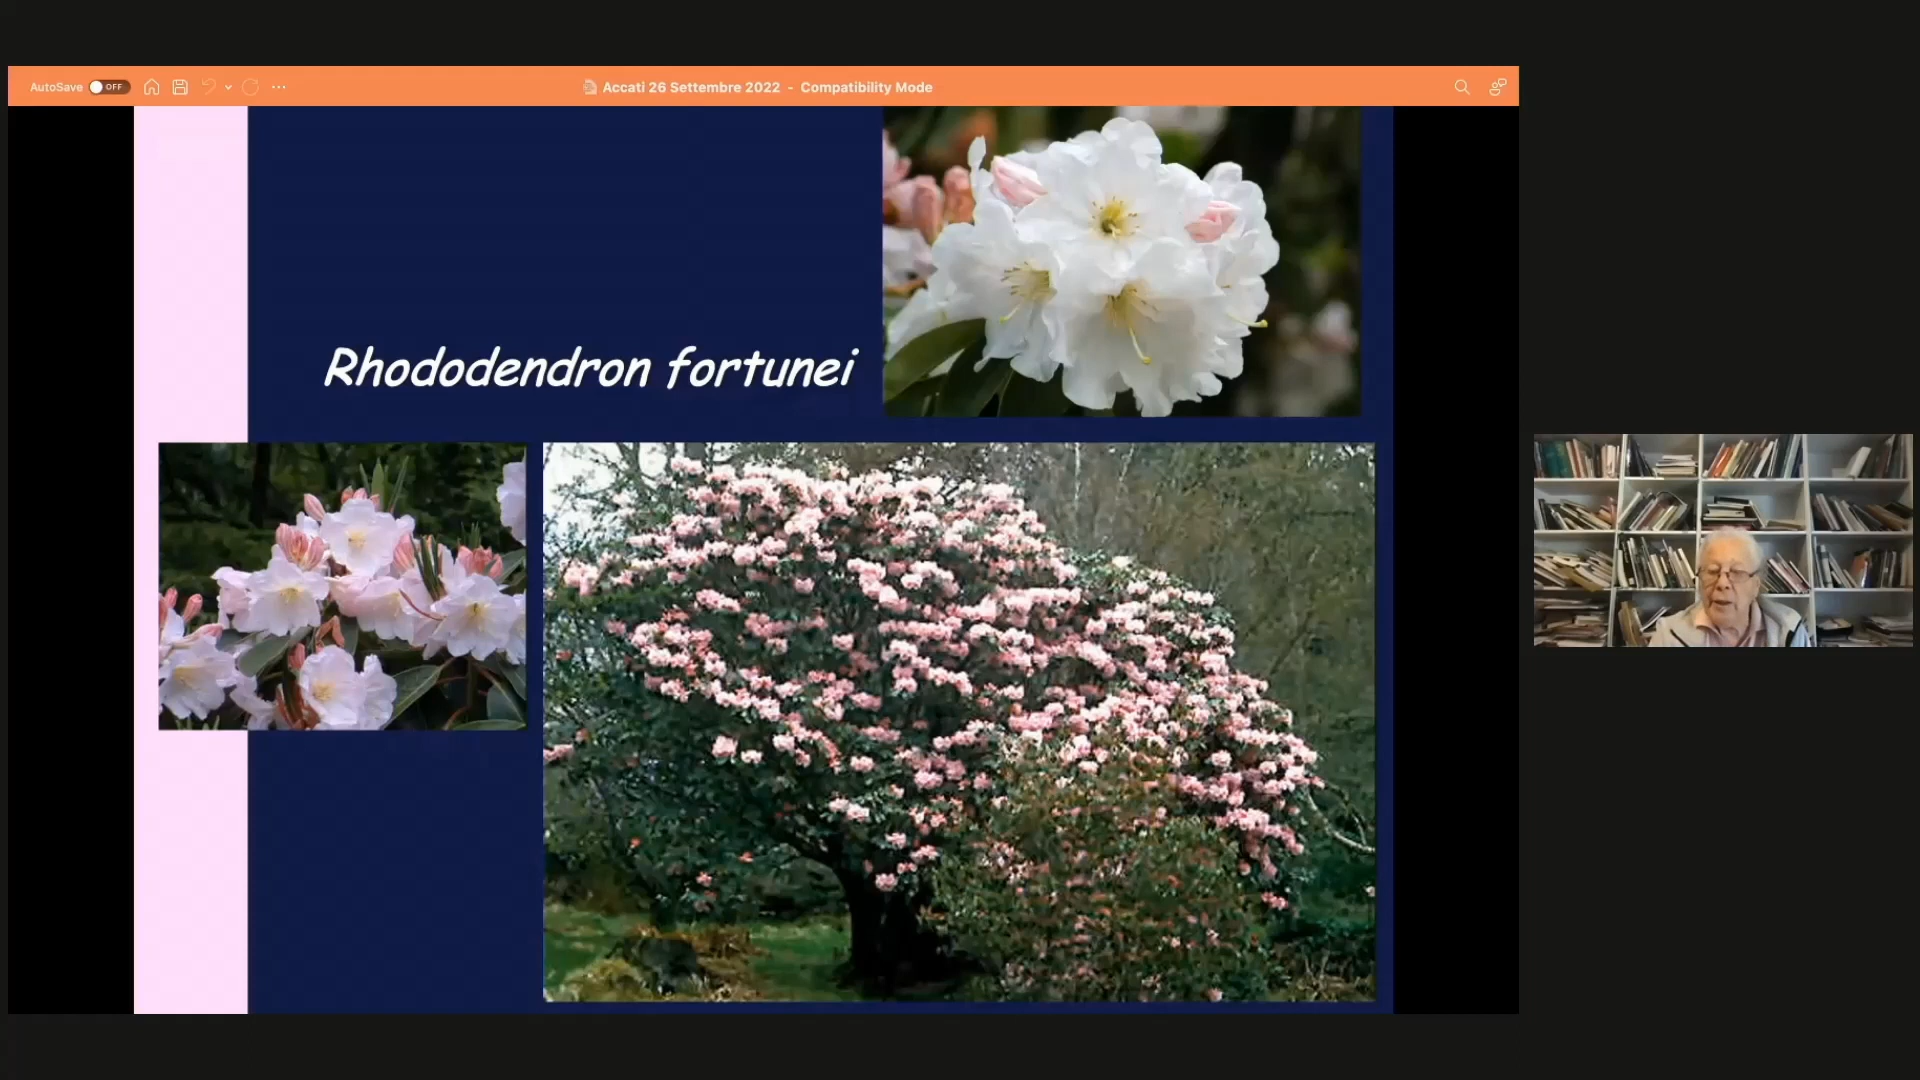 AutoSave OFF
Accati 26 Settembre 2022 - Compatibility Mode
Rhododendron fortunei